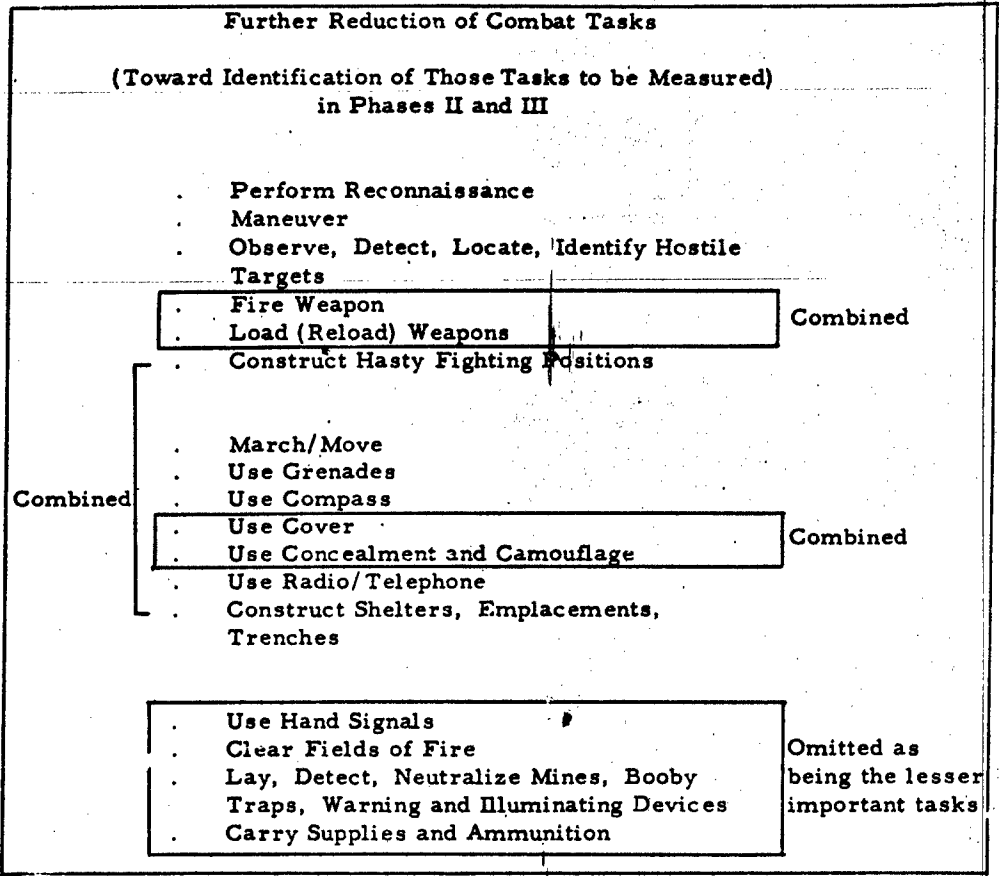 Further Reduction of Combat Tasks
(Toward Identification of Those Tasks to be Measured)
in Phases II and III
. Perform Reconnaissance
. Maneuver
. Observe, Detect, Locate, Identify Hostile
Targets
. Fire Weapon
. Load (Reload) Weapons
Combined
. Construct Hasty Fighting Positions
. March/Move
. Use Grenades
Combined
. Use Compass
. Use Cover
. Use Concealment and Camouflage
Combined
. Use Radio/Telephone
. Construct Shelters, Emplacements,
Trenches
. Use Hand Signals
. Clear Fields of Fire
. Lay, Detect, Neutralize Mines, Booby
Traps, Warning and Illuminating Devices
. Carry Supplies and Ammunition
Omitted as
being the lesser
important tasks